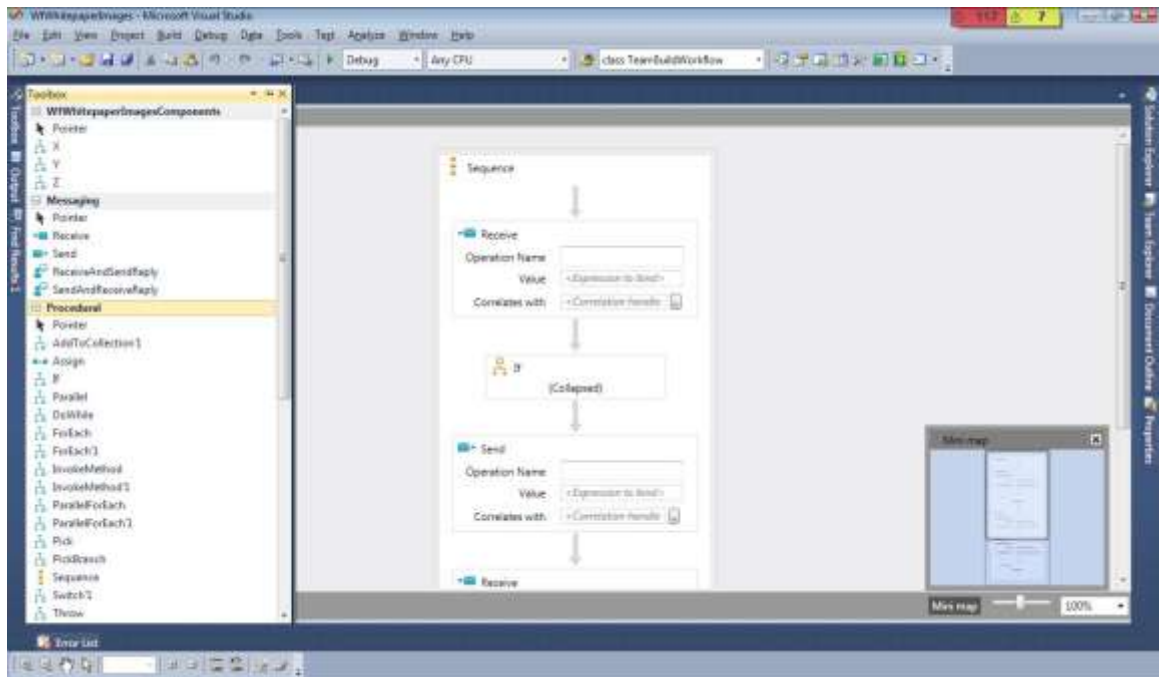 WfWhitepaperImages - Microsoft Visual Studio
117 7
File Edit View Project Build Debug Data Tools Test Analyze Window Help
Debug Any CPU class TeamBuildWorkflow
Toolbox
WfWhitepaperImagesComponents
Pointer
X
Y
Z
Messaging
Pointer
Receive
Send
ReceiveAndSendReply
SendAndReceiveReply
Procedural
Pointer
AddToCollection`1
Assign
If
Parallel
DoWhile
ForEach
ForEach`1
InvokeMethod
InvokeMethod`1
ParallelForEach
ParallelForEach`1
Pick
PickBranch
Sequence
Switch`1
Throw
Toolbox
Output
Find Results 1
Sequence
Receive
Operation Name
Value <Expression to Bind>
Correlates with <Correlation handle ...
If
(Collapsed)
Send
Operation Name
Value <Expression to Bind>
Correlates with <Correlation handle ...
Receive
Mini map
Mini map 100%
Solution Explorer
Team Explorer
Document Outline
Properties
Error List